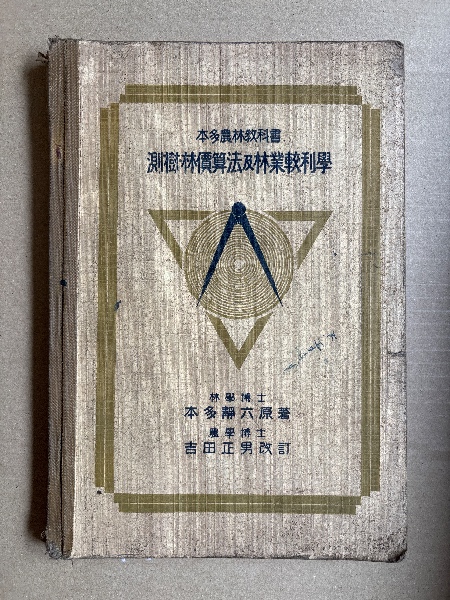 本多農林教科書
測樹・林價算法及林業較利學
林學博士
本多靜六原著
農學博士
吉田正男改訂